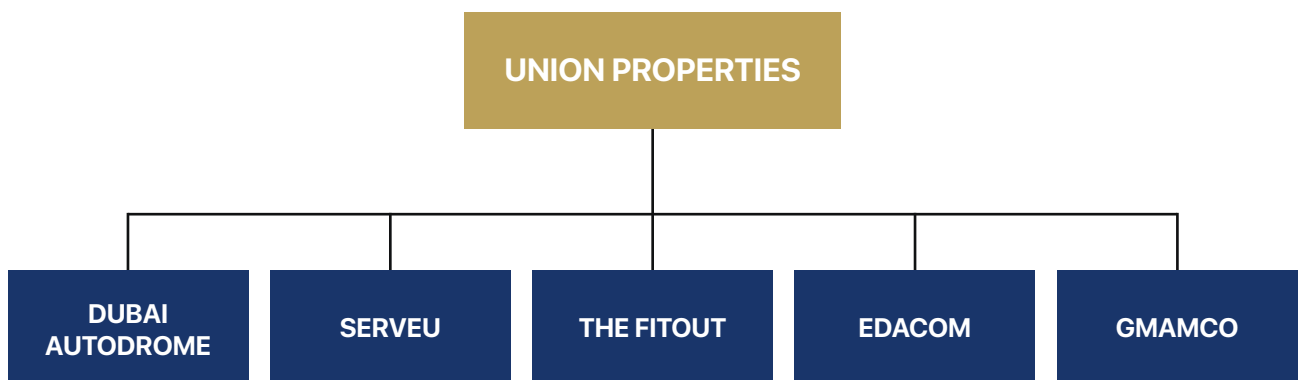 UNION PROPERTIES
DUBAI
AUTODROME
SERVEU
THE FITOUT
EDACOM
GMAMCO